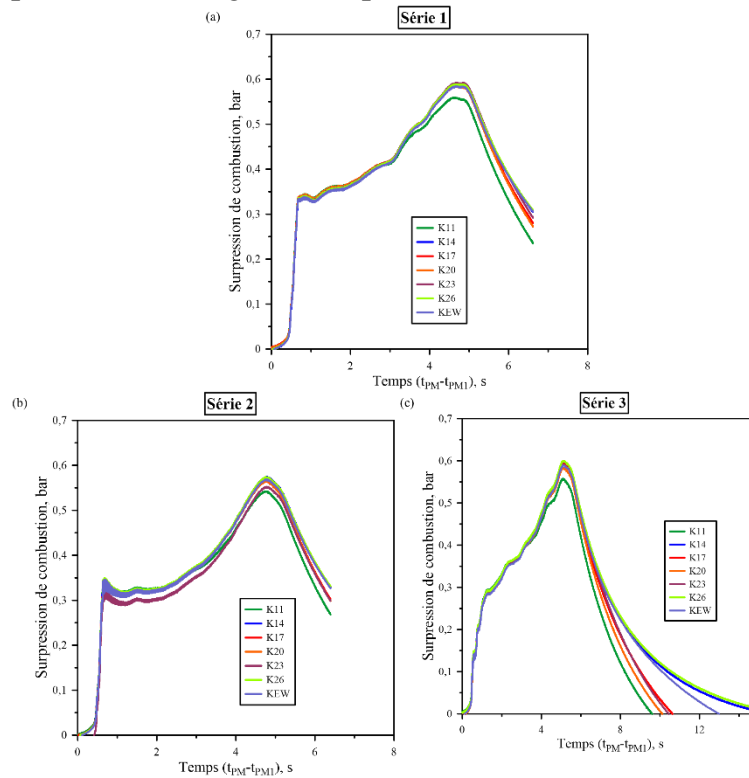 (a)
Série 1
0,7
0,6
0,5
0,4
0,3
0,2
0,1
0
Surpression de combustion, bar
K11
K14
K17
K20
K23
K26
KEW
0
2
4
6
8
Temps (tPM-tPM1), s
(b)
Série 2
0,7
0,6
0,5
0,4
0,3
0,2
0,1
0
Surpression de combustion, bar
K11
K14
K17
K20
K23
K26
KEW
0
2
4
6
8
Temps (tPM-tPM1), s
(c)
Série 3
0,7
0,6
0,5
0,4
0,3
0,2
0,1
0
Surpression de combustion, bar
K11
K14
K17
K20
K23
K26
KEW
0
4
8
12
Temps (tPM-tPM1), s